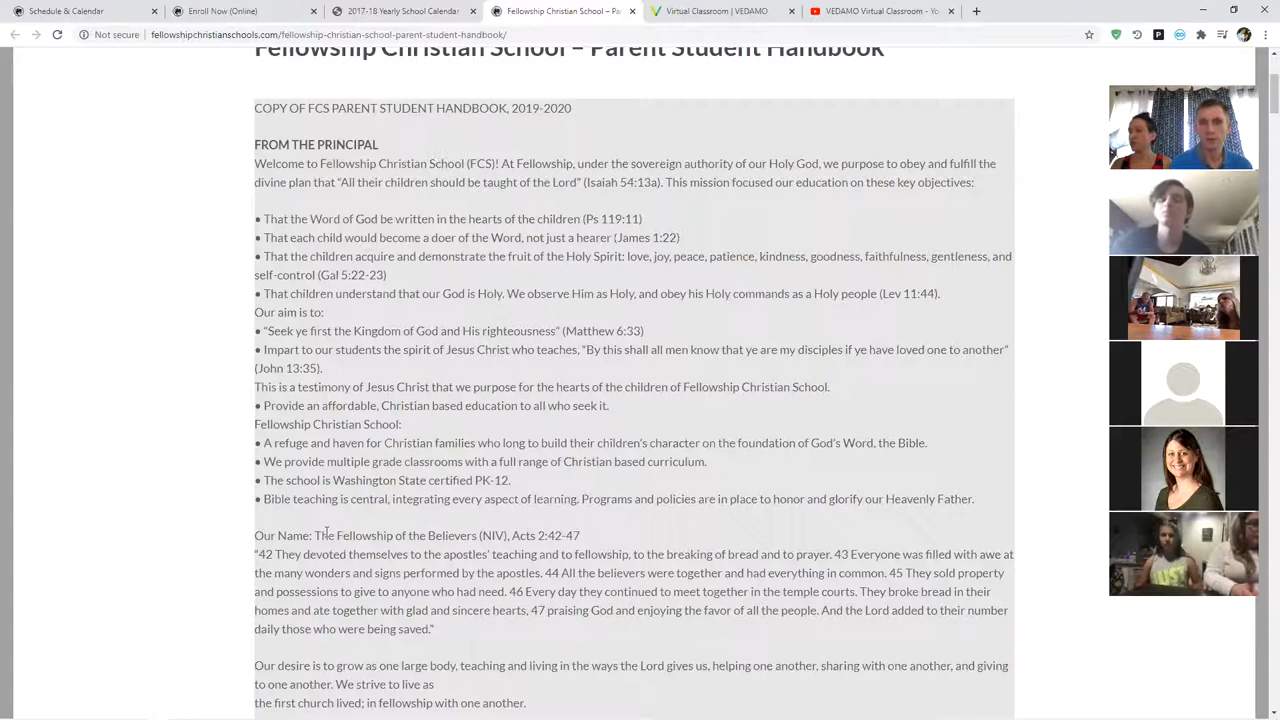 Schedule & Calendar
Enroll Now (Online)
2017-18 Yearly School Calendar
Fellowship Christian School – Pa
Virtual Classroom | VEDAMO
VEDAMO Virtual Classroom - Yo
Not secure
fellowshipchristianschools.com/fellowship-christian-school-parent-student-handbook/
Fellowship Christian School – Parent Student Handbook
COPY OF FCS PARENT STUDENT HANDBOOK, 2019-2020
FROM THE PRINCIPAL
Welcome to Fellowship Christian School (FCS)! At Fellowship, under the sovereign authority of our Holy God, we purpose to obey and fulfill the
divine plan that “All their children should be taught of the Lord” (Isaiah 54:13a). This mission focused our education on these key objectives:
• That the Word of God be written in the hearts of the children (Ps 119:11)
• That each child would become a doer of the Word, not just a hearer (James 1:22)
• That the children acquire and demonstrate the fruit of the Holy Spirit: love, joy, peace, patience, kindness, goodness, faithfulness, gentleness, and
self-control (Gal 5:22-23)
• That children understand that our God is Holy. We observe Him as Holy, and obey his Holy commands as a Holy people (Lev 11:44).
Our aim is to:
• “Seek ye first the Kingdom of God and His righteousness” (Matthew 6:33)
• Impart to our students the spirit of Jesus Christ who teaches, “By this shall all men know that ye are my disciples if ye have loved one to another”
(John 13:35).
This is a testimony of Jesus Christ that we purpose for the hearts of the children of Fellowship Christian School.
• Provide an affordable, Christian based education to all who seek it.
Fellowship Christian School:
• A refuge and haven for Christian families who long to build their children’s character on the foundation of God’s Word, the Bible.
• We provide multiple grade classrooms with a full range of Christian based curriculum.
• The school is Washington State certified PK-12.
• Bible teaching is central, integrating every aspect of learning. Programs and policies are in place to honor and glorify our Heavenly Father.
Our Name: The Fellowship of the Believers (NIV), Acts 2:42-47
“42 They devoted themselves to the apostles’ teaching and to fellowship, to the breaking of bread and to prayer. 43 Everyone was filled with awe at
the many wonders and signs performed by the apostles. 44 All the believers were together and had everything in common. 45 They sold property
and possessions to give to anyone who had need. 46 Every day they continued to meet together in the temple courts. They broke bread in their
homes and ate together with glad and sincere hearts, 47 praising God and enjoying the favor of all the people. And the Lord added to their number
daily those who were being saved.”
Our desire is to grow as one large body, teaching and living in the ways the Lord gives us, helping one another, sharing with one another, and giving
to one another. We strive to live as
the first church lived; in fellowship with one another.